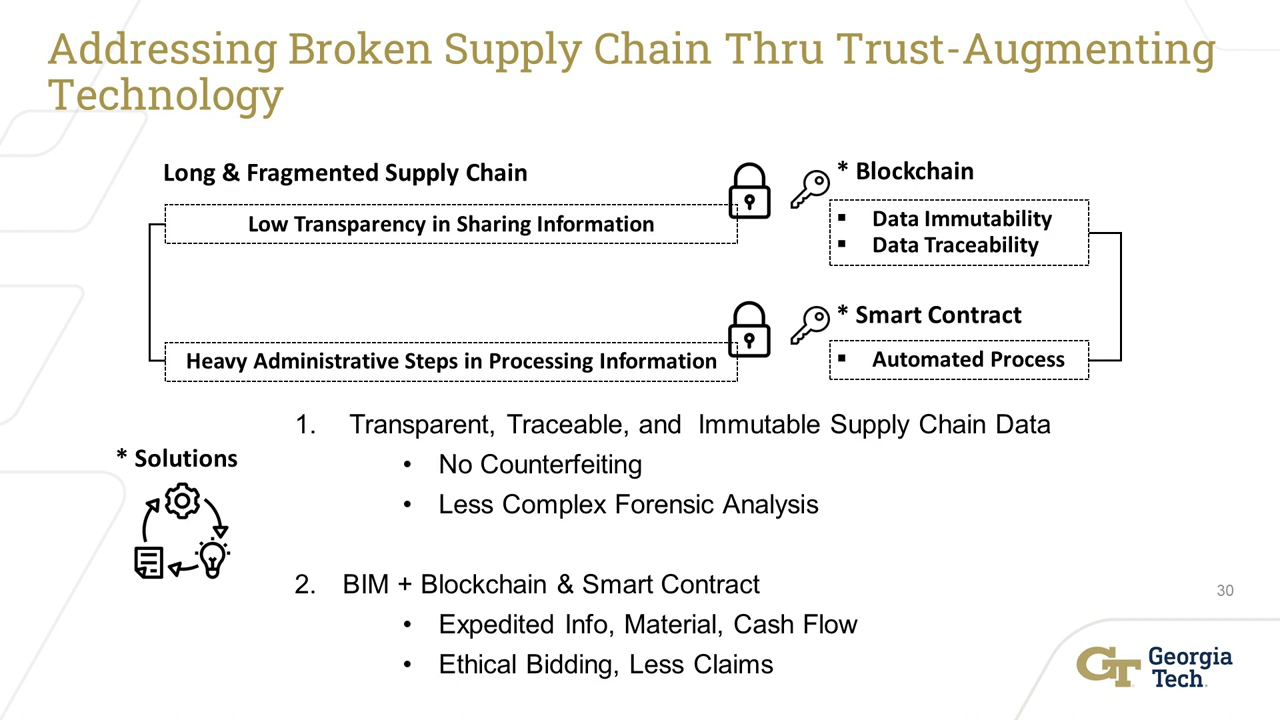 Addressing Broken Supply Chain Thru Trust-Augmenting
Technology
Long & Fragmented Supply Chain
Low Transparency in Sharing Information
* Blockchain
▪ Data Immutability
▪ Data Traceability
Heavy Administrative Steps in Processing Information
* Smart Contract
▪ Automated Process
* Solutions
1. Transparent, Traceable, and Immutable Supply Chain Data
• No Counterfeiting
• Less Complex Forensic Analysis
2. BIM + Blockchain & Smart Contract
• Expedited Info, Material, Cash Flow
• Ethical Bidding, Less Claims
30
GT Georgia
Tech